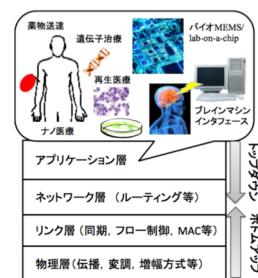 薬物送達
遺伝子治療
バイオMEMS/
lab-on-a-chip
再生医療
ブレインマシン
インタフェース
ナノ医療
アプリケーション層
ネットワーク層 (ルーティング等)
リンク層 (同期, フロー制御, MAC等)
物理層 (伝播, 変調, 増幅方式等)
トップダウン
ボトムアップ